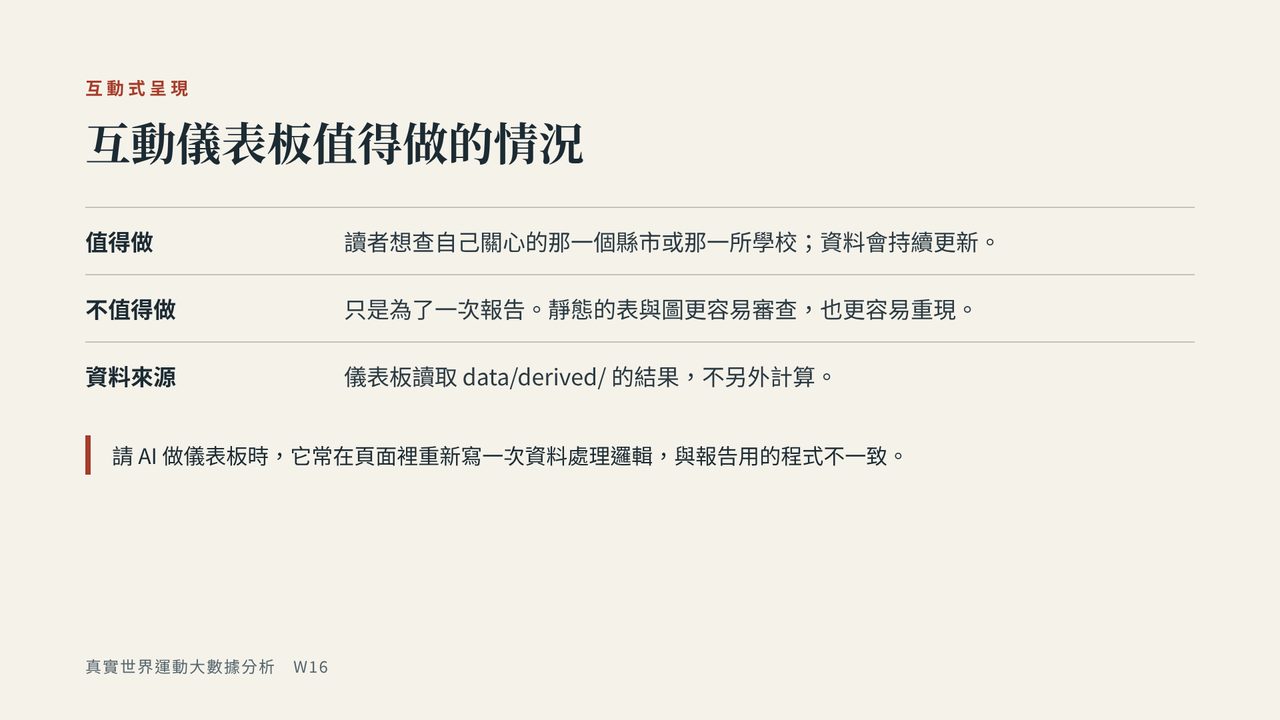 互動式呈現
互動儀表板值得做的情況
值得做 讀者想查自己關心的那一個縣市或那一所學校；資料會持續更新。
不值得做 只是為了一次報告。靜態的表與圖更容易審查，也更容易重現。
資料來源 儀表板讀取 data/derived/ 的結果，不另外計算。
請 AI 做儀表板時，它常在頁面裡重新寫一次資料處理邏輯，與報告用的程式不一致。
真實世界運動大數據分析 W16